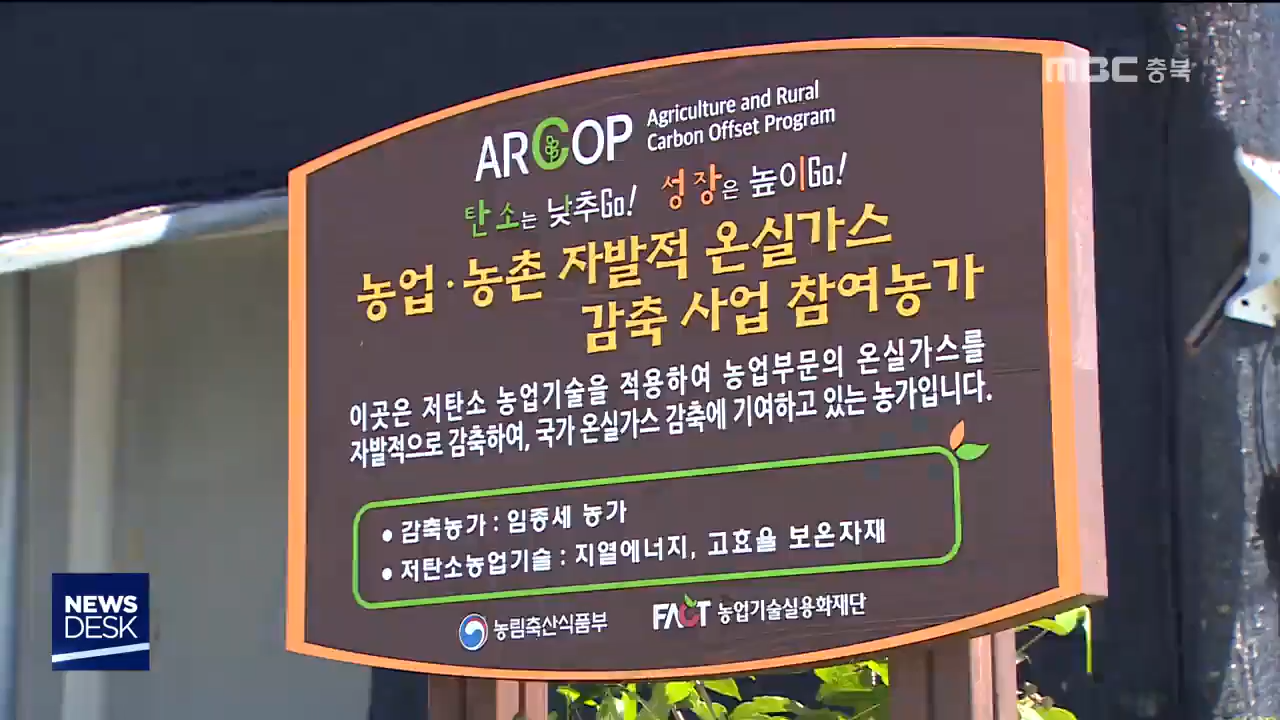 MBC 충북
ARCOP Agriculture and Rural
Carbon Offset Program
탄소는 낮추Go! 성장은 높이Go!
농업·농촌 자발적 온실가스
감축 사업 참여농가
이곳은 저탄소 농업기술을 적용하여 농업부문의 온실가스를
자발적으로 감축하여, 국가 온실가스 감축에 기여하고 있는 농가입니다.
• 감축농가 : 임종세 농가
• 저탄소농업기술 : 지열에너지, 고효율 보온자재
농림축산식품부 FACT 농업기술실용화재단
NEWS
DESK